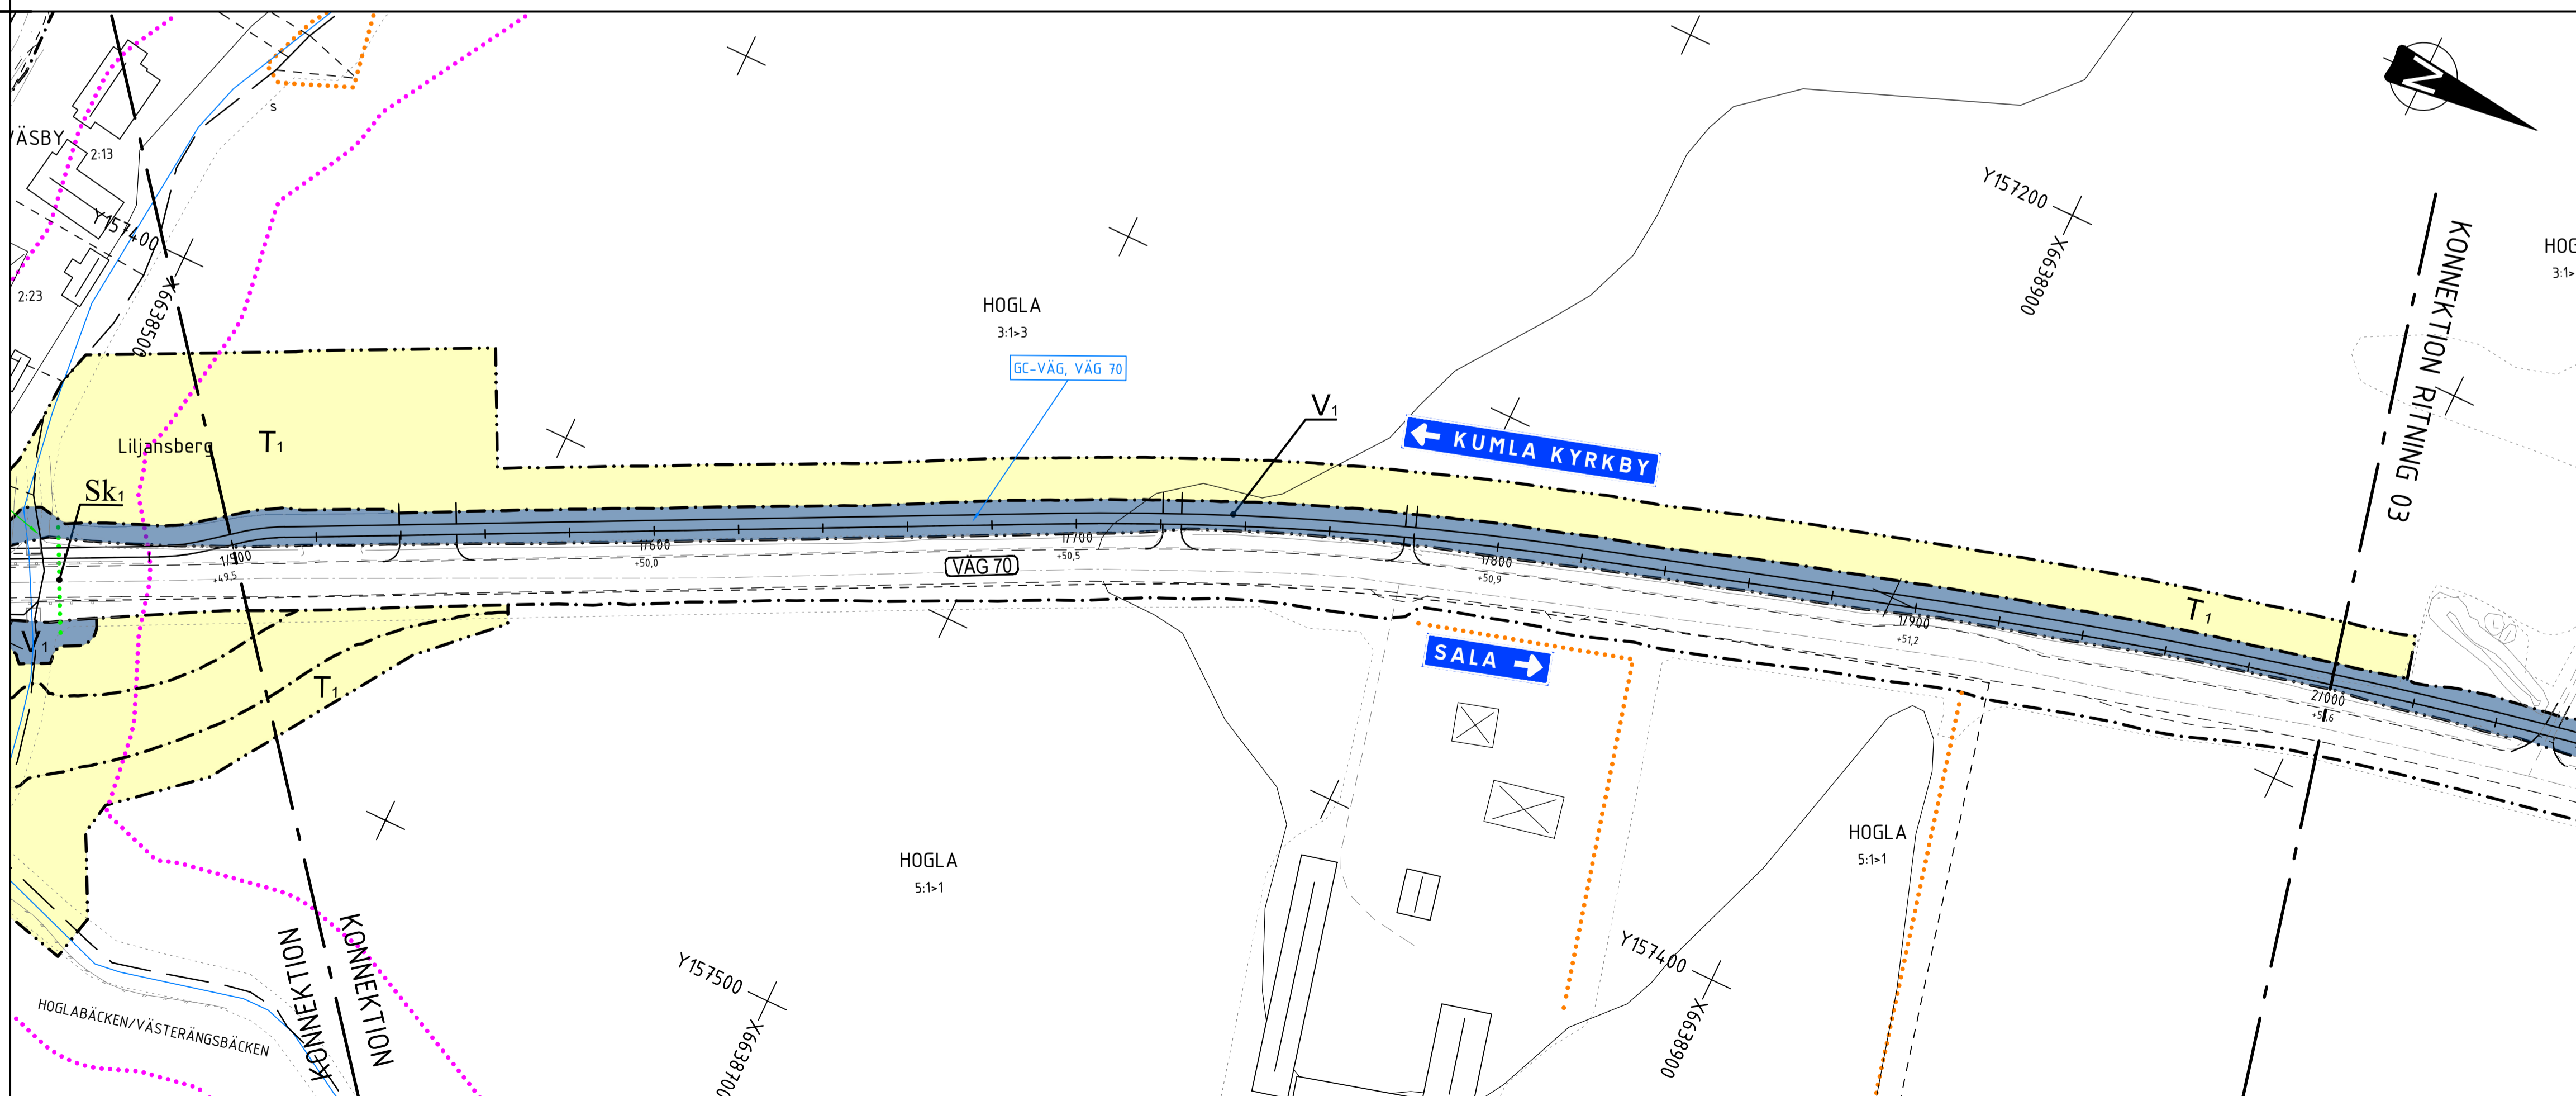 N
S
VÄSBY
2:13
2:23
Y157400
X6638500
Liljansberg
T1
Sk1
V1
T1
1/500
+49,5
HOGLA
3:1>3
GC-VÄG, VÄG 70
V1
← KUMLA KYRKBY
1/600
+50,0
VÄG 70
1/700
+50,5
1/800
+50,9
SALA →
1/900
+51,2
T1
2/000
Y157200
X6638900
KONNEKTION RITNING 03
3:1>
HOGLA
5:1>1
HOGLA
5:1>1
Y157500
X6638700
Y157400
X6638900
KONNEKTION
KONNEKTION
HOGLABÄCKEN/VÄSTERÄNGSBÄCKEN